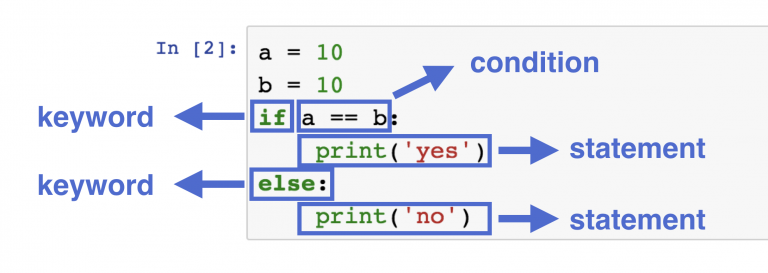 In [2]: a = 10
b = 10
condition
keyword if a == b:
print('yes') statement
keyword else:
print('no') statement